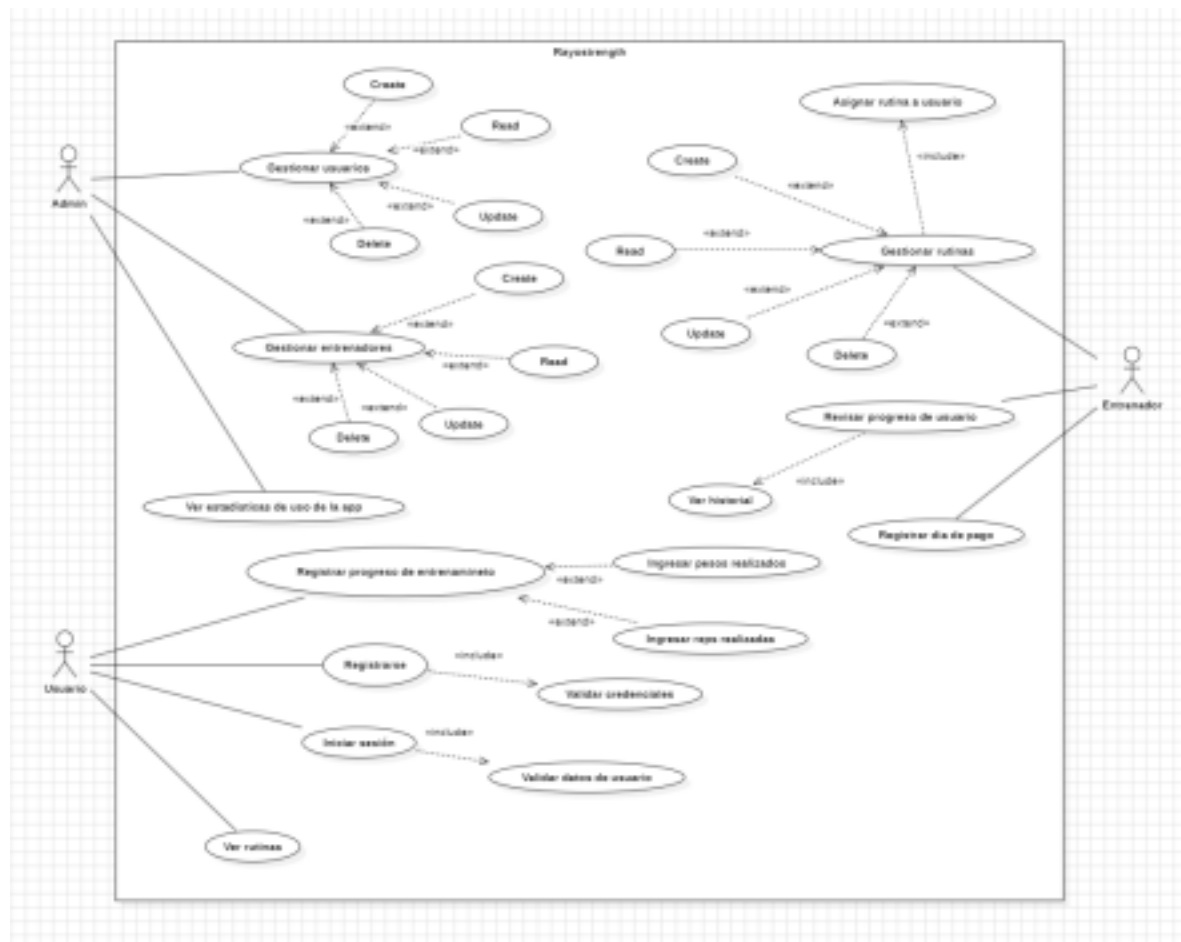 Rayostrength
Create
Asignar rutina a usuario
«extend»
Read
«extend»
Create
«include»
Gestionar usuarios
«extend»
Admin
«extend»
Update
«extend»
Delete
«extend»
Read
Gestionar rutinas
Create
«extend»
«extend»
«extend»
Update
Gestionar entrenadores
Delete
«extend»
Read
Entrenador
«extend»
«extend»
Revisar progreso de usuario
Update
Delete
«include»
Ver historial
Ver estadisticas de uso de la app
Registrar dia de pago
Registrar progreso de entrenamineto
Ingresar pesos realizados
«extend»
«extend»
Ingresar reps realizadas
Usuario
Registrarse
«include»
Validar credenciales
«include»
Iniciar sesión
Validar datos de usuario
Ver rutinas